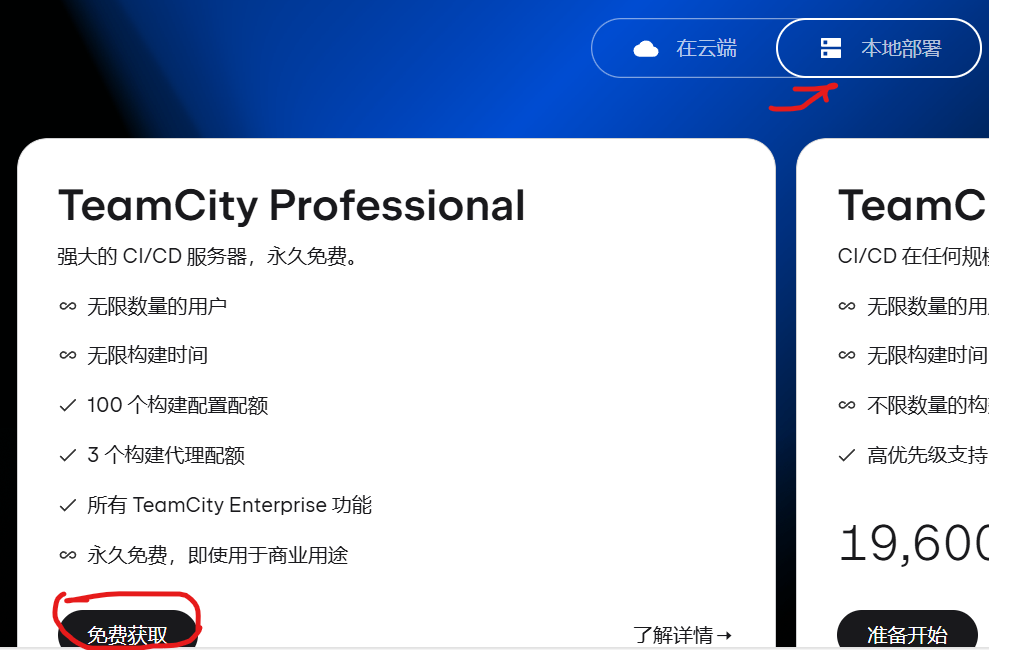 在云端
本地部署
TeamCity Professional
强大的 CI/CD 服务器，永久免费。
∞ 无限数量的用户
∞ 无限构建时间
✓ 100 个构建配置配额
✓ 3 个构建代理配额
✓ 所有 TeamCity Enterprise 功能
∞ 永久免费，即使用于商业用途
免费获取
了解详情→
TeamC
CI/CD 在任何规
∞ 无限数量的用
∞ 无限构建时间
∞ 不限数量的构
✓ 高优先级支持
19,600
准备开始